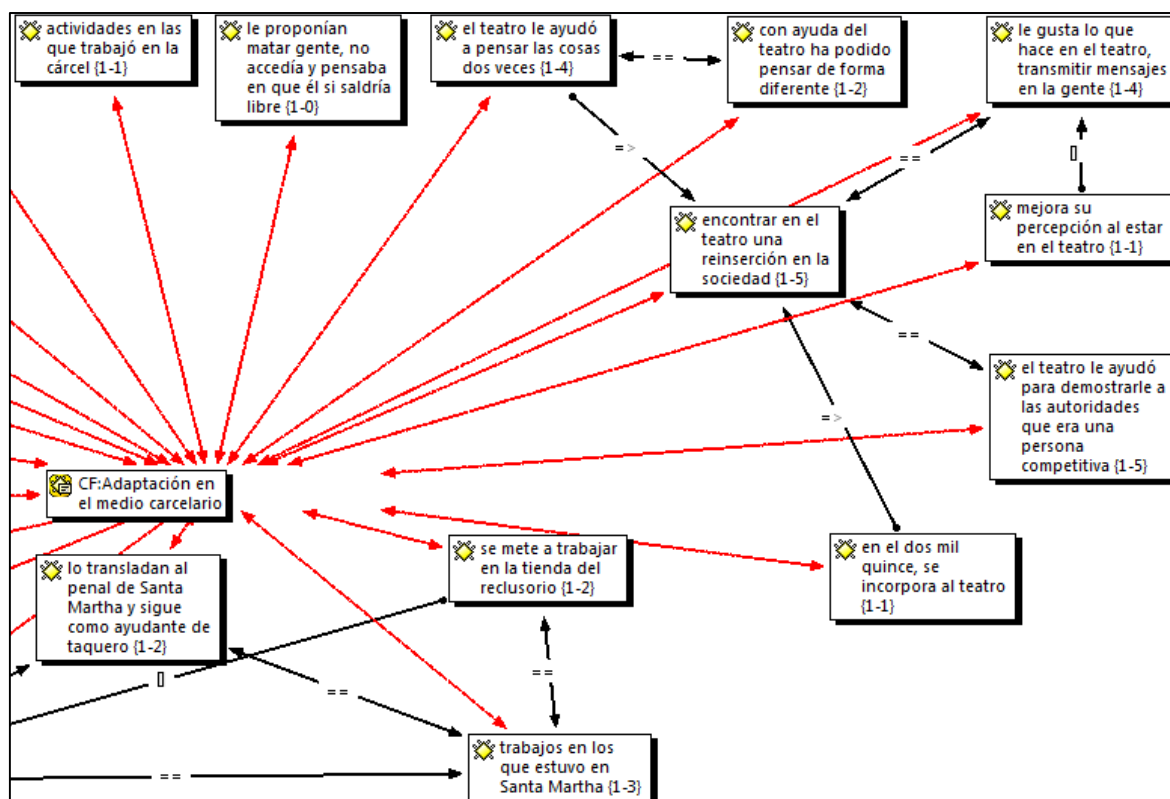 actividades en las
que trabajó en la
cárcel {1-1}
le proponían
matar gente, no
accedía y pensaba
en que él si saldría
libre {1-0}
el teatro le ayudó
a pensar las cosas
dos veces {1-4}
==
con ayuda del
teatro ha podido
pensar de forma
diferente {1-2}
le gusta lo que
hace en el teatro,
transmitir mensajes
en la gente {1-4}
=>
==
[]
encontrar en el
teatro una
reinserción en la
sociedad {1-5}
mejora su
percepción al estar
en el teatro {1-1}
==
el teatro le ayudó
para demostrarle a
las autoridades
que era una
persona
competitiva {1-5}
=>
CF:Adaptación en
el medio carcelario
lo transladan al
penal de Santa
Martha y sigue
como ayudante de
taquero {1-2}
se mete a trabajar
en la tienda del
reclusorio {1-2}
en el dos mil
quince, se
incorpora al teatro
{1-1}
[]
==
==
trabajos en los
que estuvo en
Santa Martha {1-3}
==